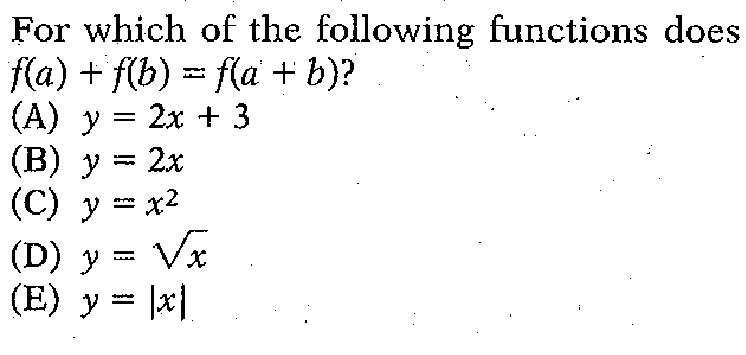 For which of the following functions does
f(a) + f(b) = f(a + b)?
(A) y = 2x + 3
(B) y = 2x
(C) y = x²
(D) y = √x
(E) y = |x|